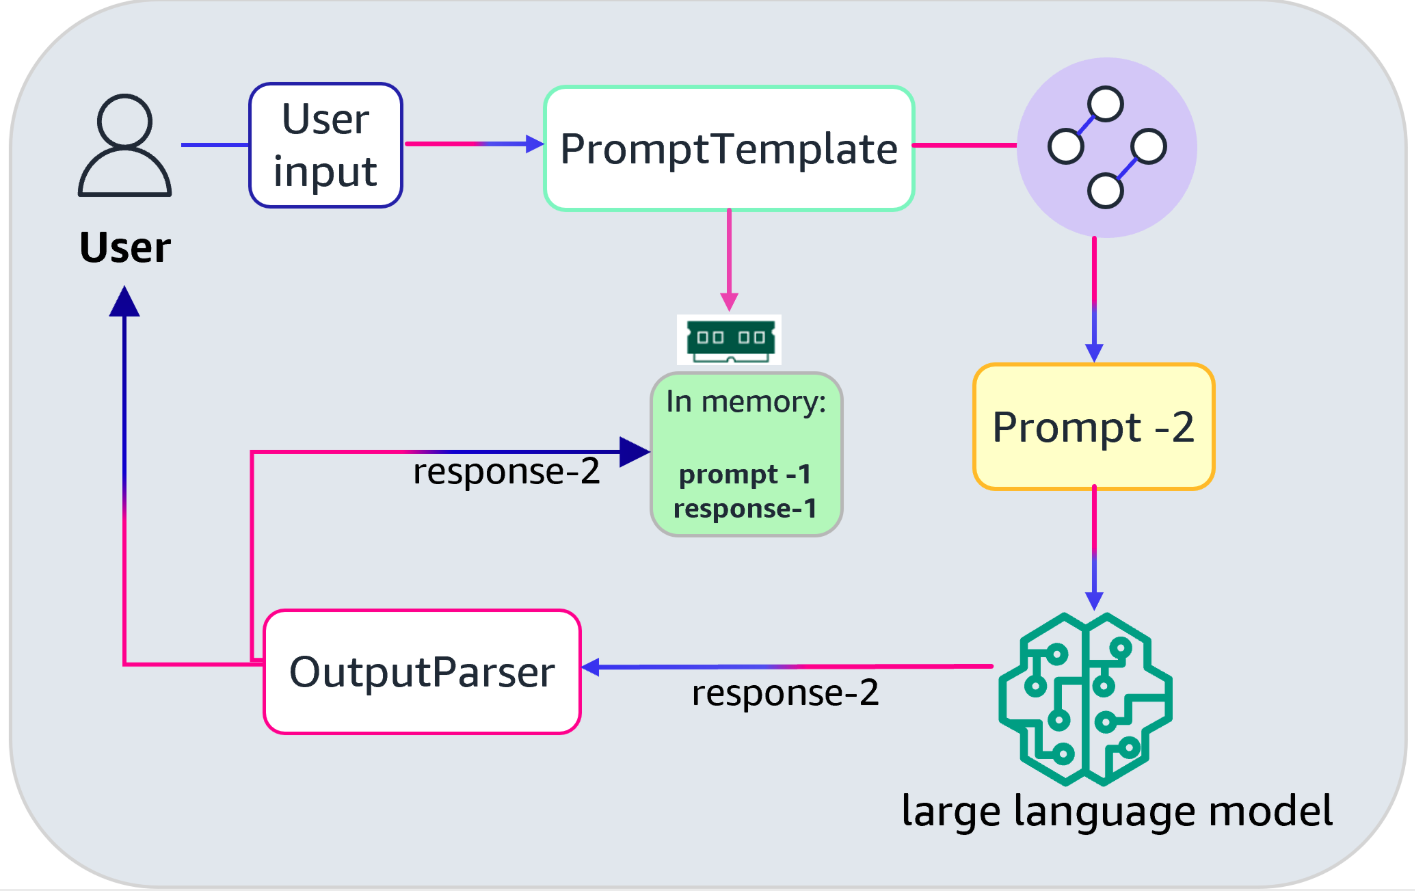 User
input
PromptTemplate
User
In memory:
prompt -1
response-1
Prompt -2
response-2
OutputParser
response-2
large language model